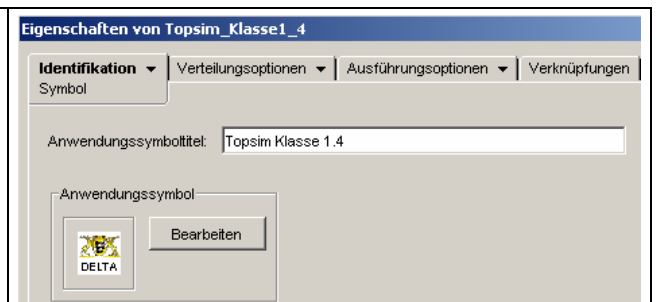 Eigenschaften von Topsim_Klasse1_4
Identifikation Verteilungsoptionen Ausführungsoptionen Verknüpfungen
Symbol
Anwendungssymboltitel: Topsim Klasse 1.4
Anwendungssymbol
Bearbeiten
DELTA